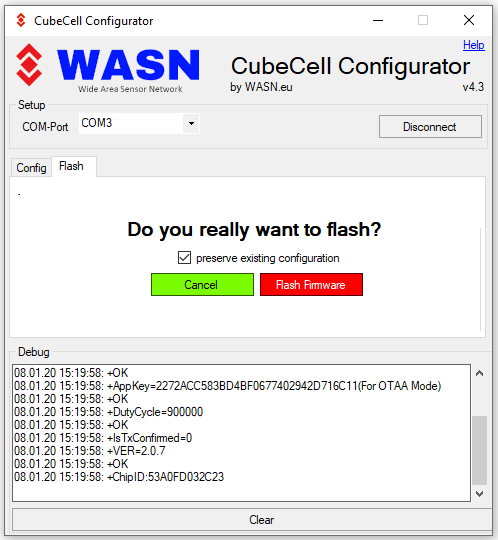 CubeCell Configurator
Help
WASN
Wide Area Sensor Network
CubeCell Configurator
by WASN.eu
v4.3
Setup
COM-Port
COM3
Disconnect
Config
Flash
.
Do you really want to flash?
preserve existing configuration
Cancel
Flash Firmware
Debug
08.01.20 15:19:58: +OK
08.01.20 15:19:58: +AppKey=2272ACC583BD4BF0677402942D716C11(For OTAA Mode)
08.01.20 15:19:58: +OK
08.01.20 15:19:58: +DutyCycle=900000
08.01.20 15:19:58: +OK
08.01.20 15:19:58: +IsTxConfirmed=0
08.01.20 15:19:58: +VER=2.0.7
08.01.20 15:19:58: +OK
08.01.20 15:19:58: +ChipID:53A0FD032C23
Clear